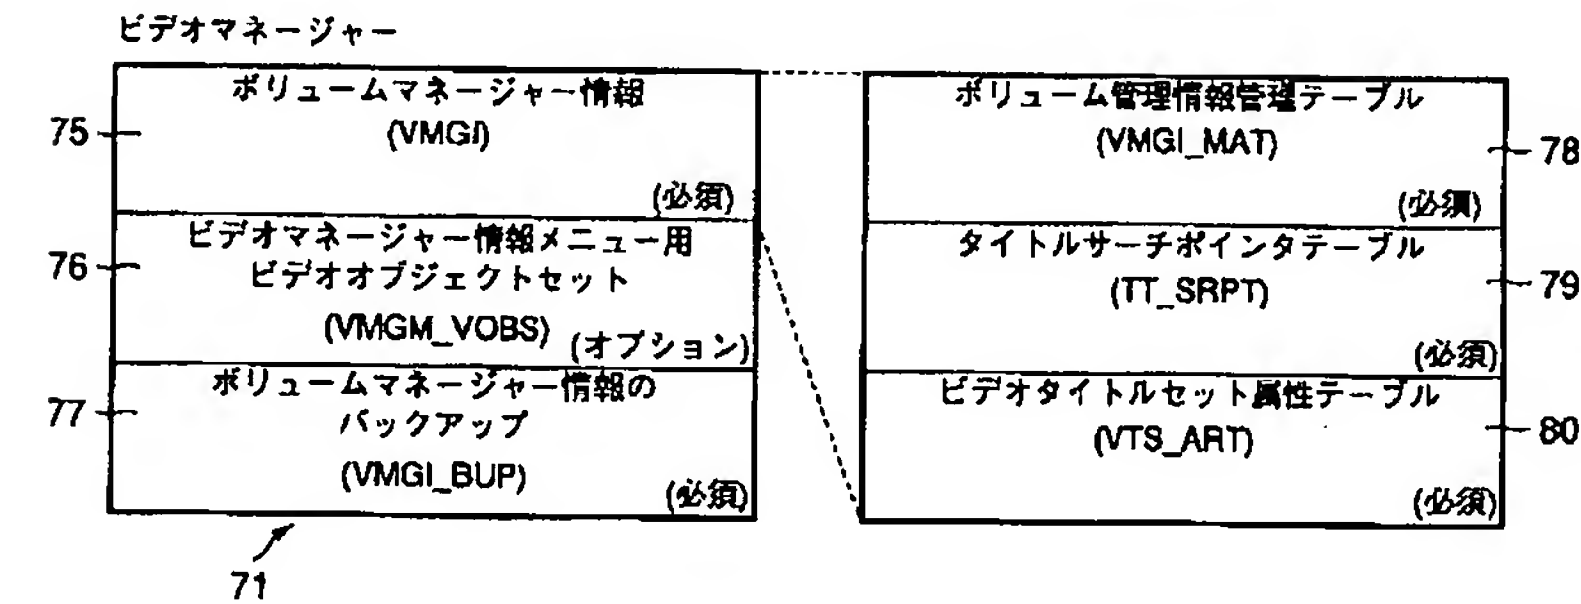 ビデオマネージャー
ボリュームマネージャー情報
(VMGI)
(必須)
75
ビデオマネージャー情報メニュー用
ビデオオブジェクトセット
(VMGM_VOBS)
(オプション)
76
ボリュームマネージャー情報の
バックアップ
(VMGI_BUP)
(必須)
77
71
ボリューム管理情報管理テーブル
(VMGI_MAT)
(必須)
78
タイトルサーチポインタテーブル
(TT_SRPT)
(必須)
79
ビデオタイトルセット属性テーブル
(VTS_ART)
(必須)
80